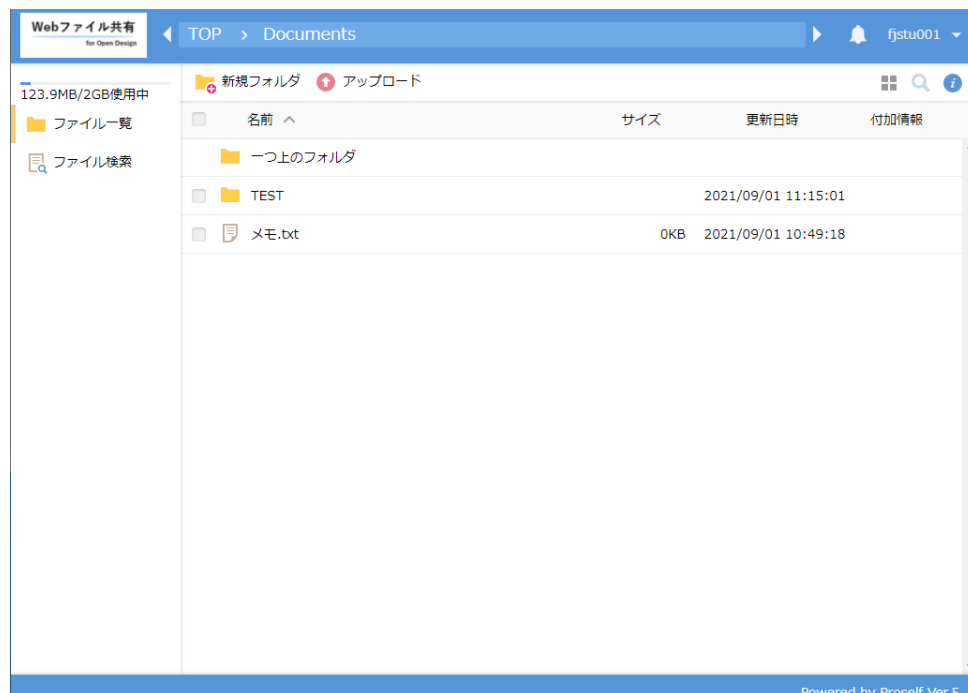 Webファイル共有
for Open Design
TOP > Documents
fjstu001
123.9MB/2GB使用中
ファイル一覧
ファイル検索
新規フォルダ アップロード
名前 サイズ 更新日時 付加情報
一つ上のフォルダ
TEST 2021/09/01 11:15:01
メモ.txt 0KB 2021/09/01 10:49:18
Powered by Proself Ver.5